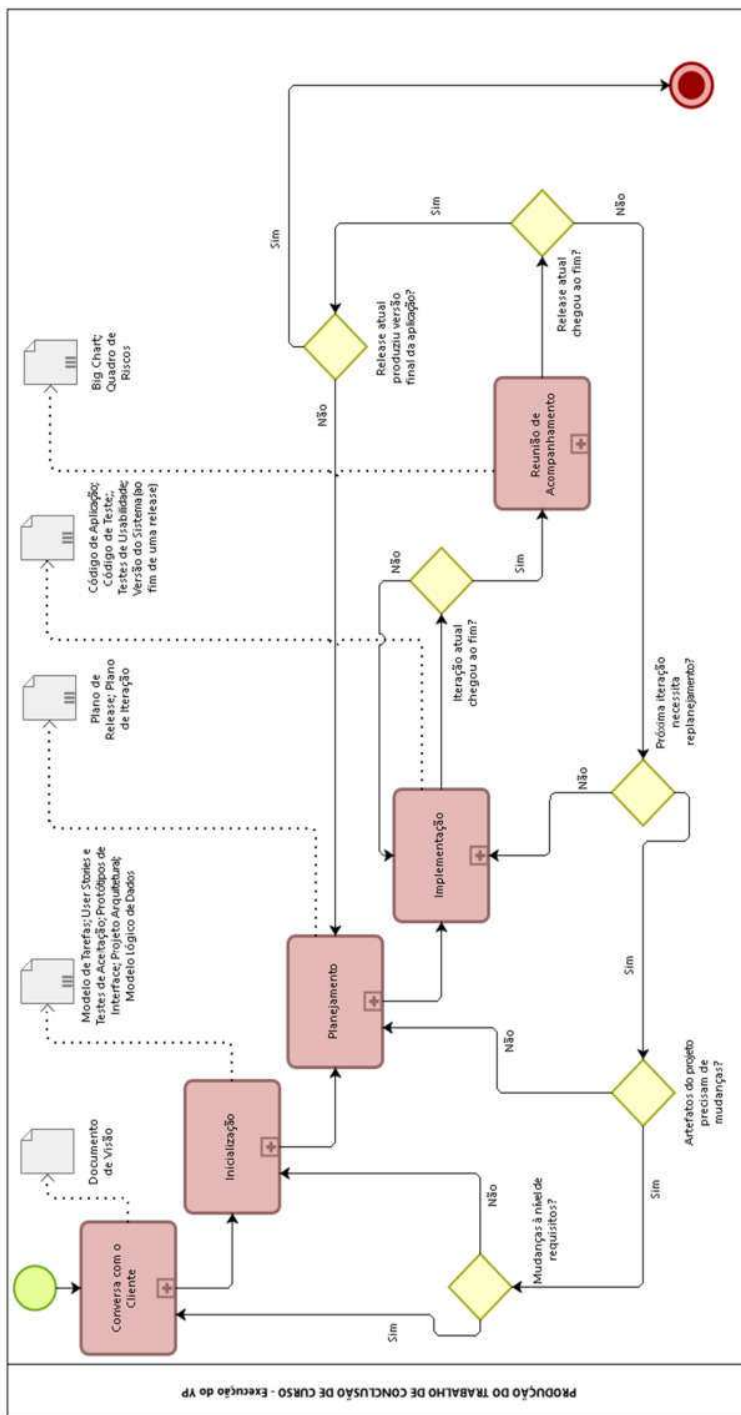 PRODUÇÃO DO TRABALHO DE CONCLUSÃO DE CURSO - Execução do YP
Conversa com o
Cliente
Documento
de Visão
Inicialização
Modelo de Tarefas; User Stories e
Testes de Aceitação; Protótipos de
Interface; Projeto Arquitetural;
Modelo Lógico de Dados
Planejamento
Plano de
Release; Plano
de Iteração
Implementação
Código de Aplicação;
Código de Teste;,
Testes de Usabilidade;
Versão do Sistema(ao
fim de uma release)
Iteração atual
chegou ao fim?
Não
Sim
Reunião de
Acompanhamento
Big Chart;
Quadro de
Riscos
Release atual
chegou ao fim?
Sim
Não
Release atual
produziu versão
final da aplicação?
Sim
Não
Próxima iteração
necessita
replanejamento?
Não
Sim
Artefatos do projeto
precisam de
mudanças?
Não
Sim
Mudanças à nível de
requisitos?
Não
Sim